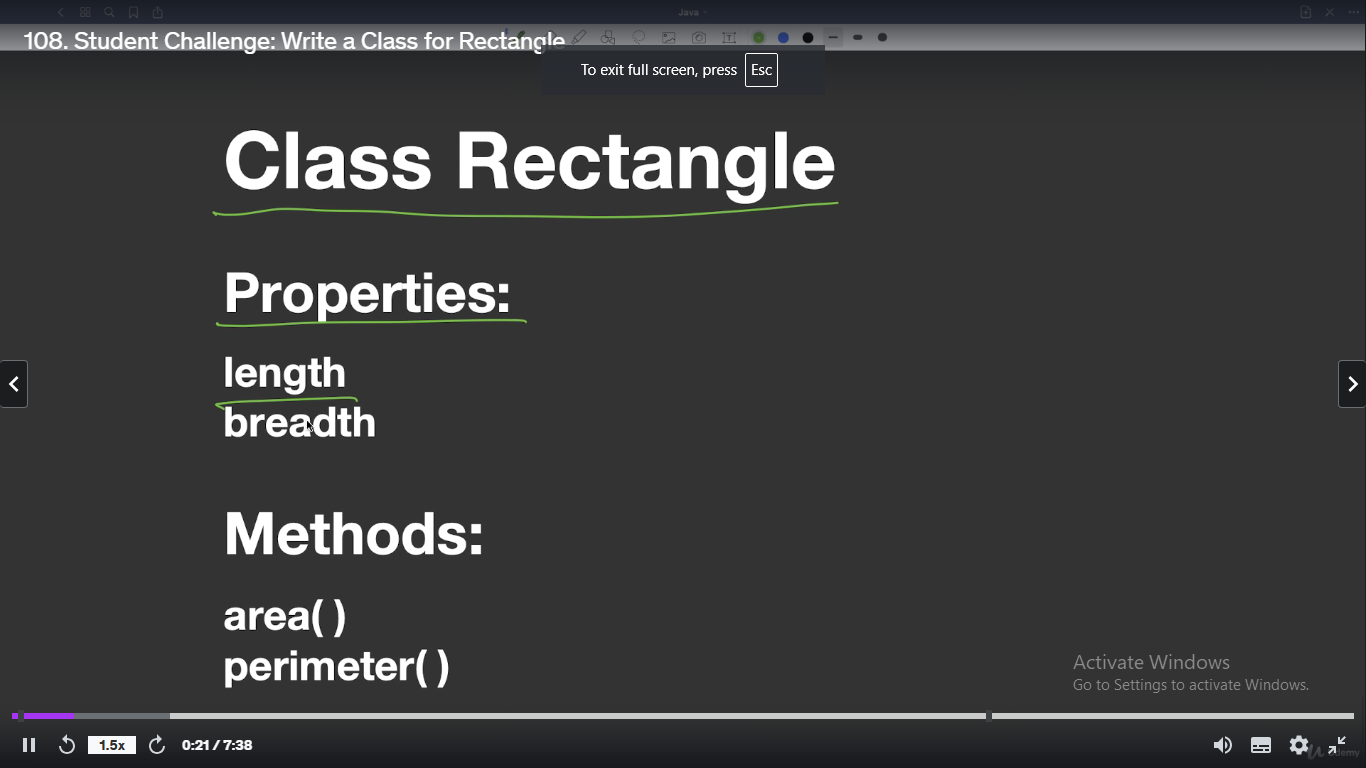 Java
108. Student Challenge: Write a Class for Rectangle
To exit full screen, press Esc
Class Rectangle
Properties:
length
breadth
Methods:
area( )
perimeter( )
Activate Windows
Go to Settings to activate Windows.
1.5x 0:21 / 7:38